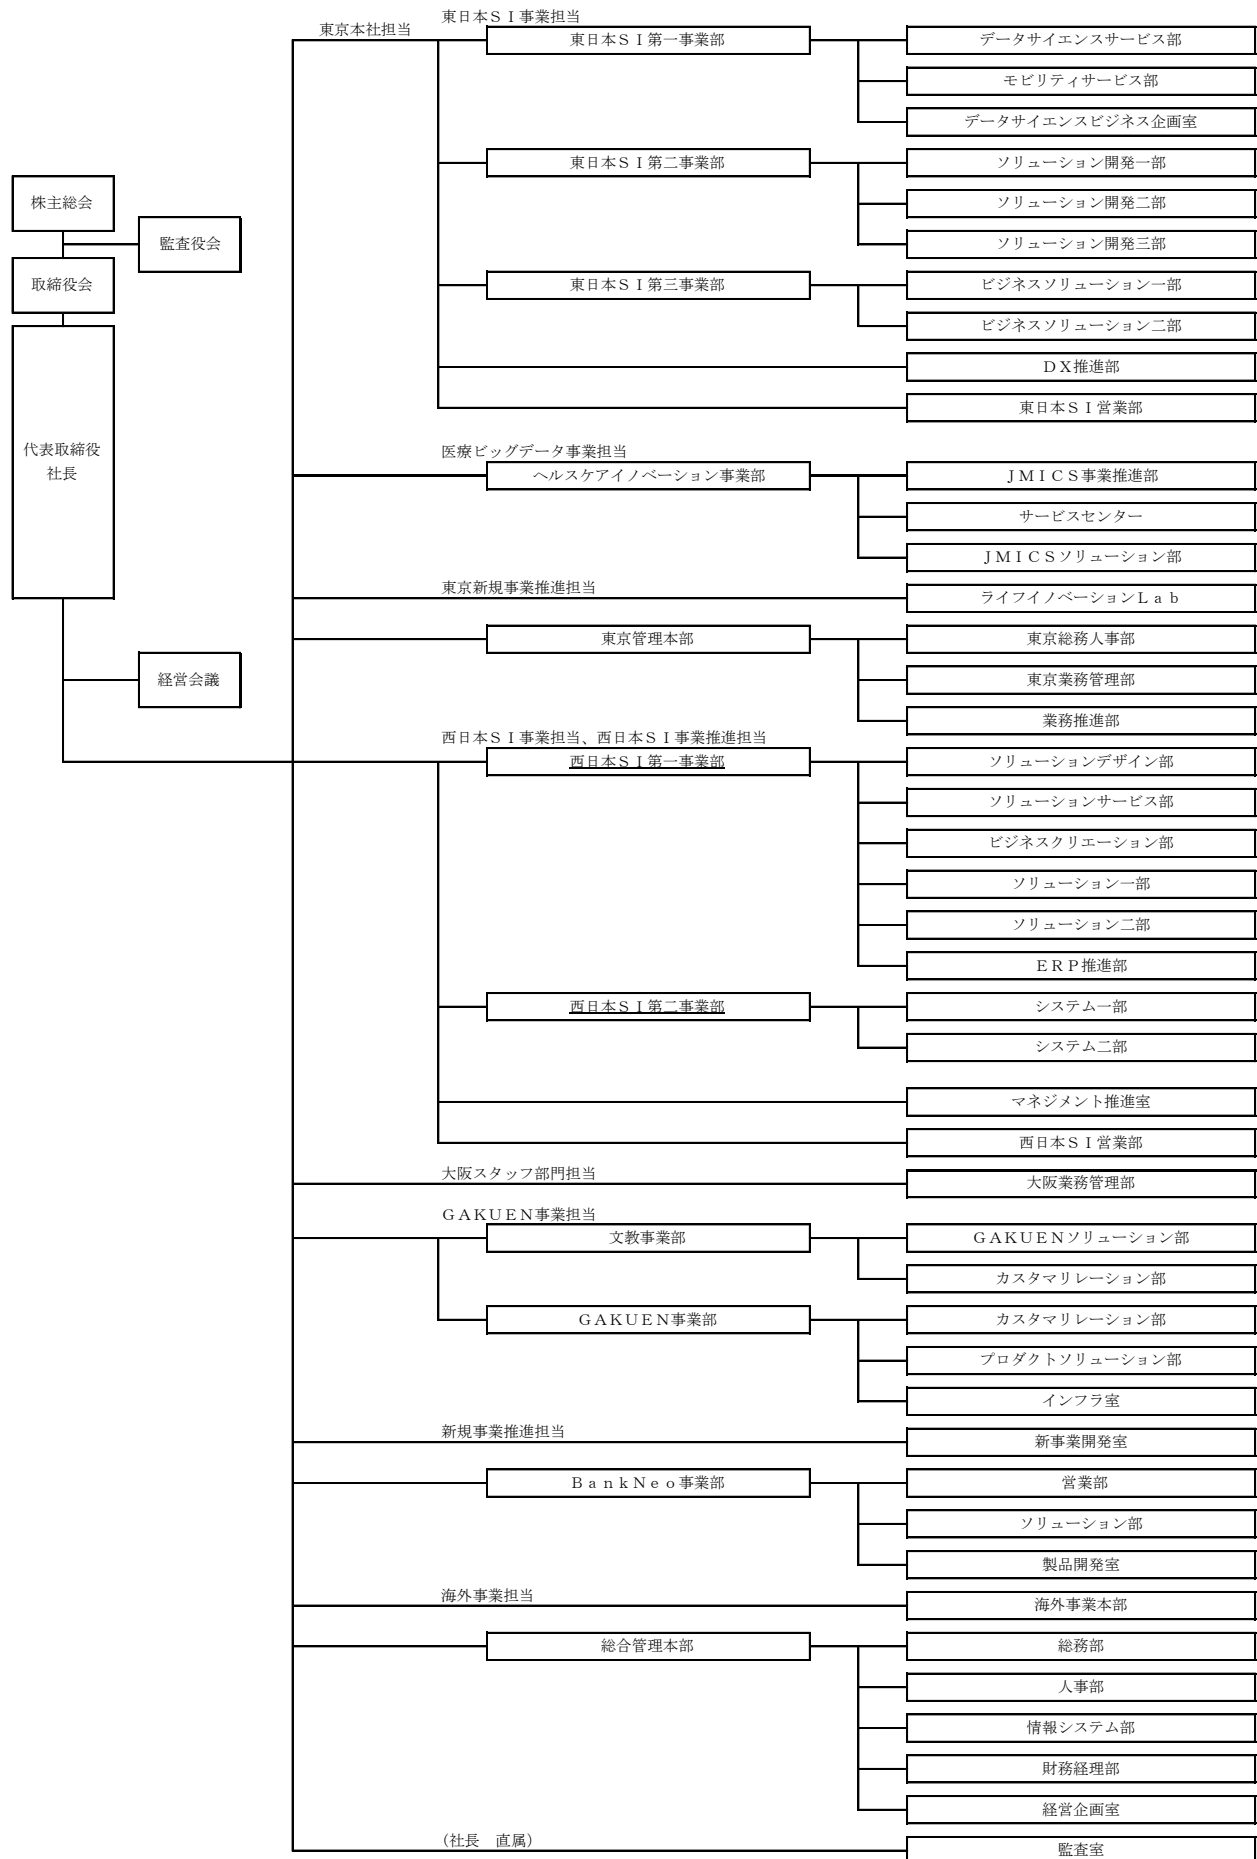 東日本ＳＩ事業担当
東京本社担当
東日本ＳＩ第一事業部
データサイエンスサービス部
モビリティサービス部
データサイエンスビジネス企画室
東日本ＳＩ第二事業部
ソリューション開発一部
株主総会
ソリューション開発二部
監査役会
ソリューション開発三部
取締役会
東日本ＳＩ第三事業部
ビジネスソリューション一部
ビジネスソリューション二部
ＤＸ推進部
東日本ＳＩ営業部
代表取締役
社長
医療ビッグデータ事業担当
ヘルスケアイノベーション事業部
ＪＭＩＣＳ事業推進部
サービスセンター
ＪＭＩＣＳソリューション部
東京新規事業推進担当
ライフイノベーションＬａｂ
東京管理本部
東京総務人事部
経営会議
東京業務管理部
業務推進部
西日本ＳＩ事業担当、西日本ＳＩ事業推進担当
西日本ＳＩ第一事業部
ソリューションデザイン部
ソリューションサービス部
ビジネスクリエーション部
ソリューション一部
ソリューション二部
ＥＲＰ推進部
西日本ＳＩ第二事業部
システム一部
システム二部
マネジメント推進室
西日本ＳＩ営業部
大阪スタッフ部門担当
大阪業務管理部
ＧＡＫＵＥＮ事業担当
文教事業部
ＧＡＫＵＥＮソリューション部
カスタマリレーション部
ＧＡＫＵＥＮ事業部
カスタマリレーション部
プロダクトソリューション部
インフラ室
新規事業推進担当
新事業開発室
ＢａｎｋＮｅｏ事業部
営業部
ソリューション部
製品開発室
海外事業担当
海外事業本部
総合管理本部
総務部
人事部
情報システム部
財務経理部
経営企画室
（社長　直属）
監査室